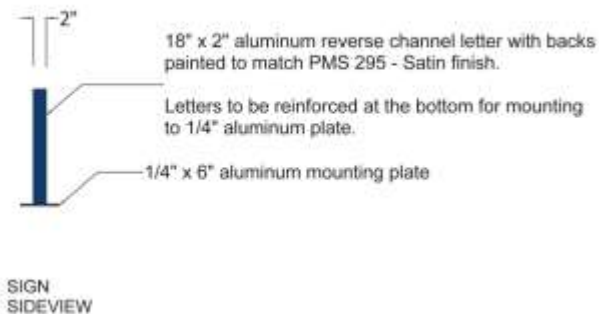 2"
18" x 2" aluminum reverse channel letter with backs
painted to match PMS 295 - Satin finish.
Letters to be reinforced at the bottom for mounting
to 1/4" aluminum plate.
1/4" x 6" aluminum mounting plate
SIGN
SIDEVIEW